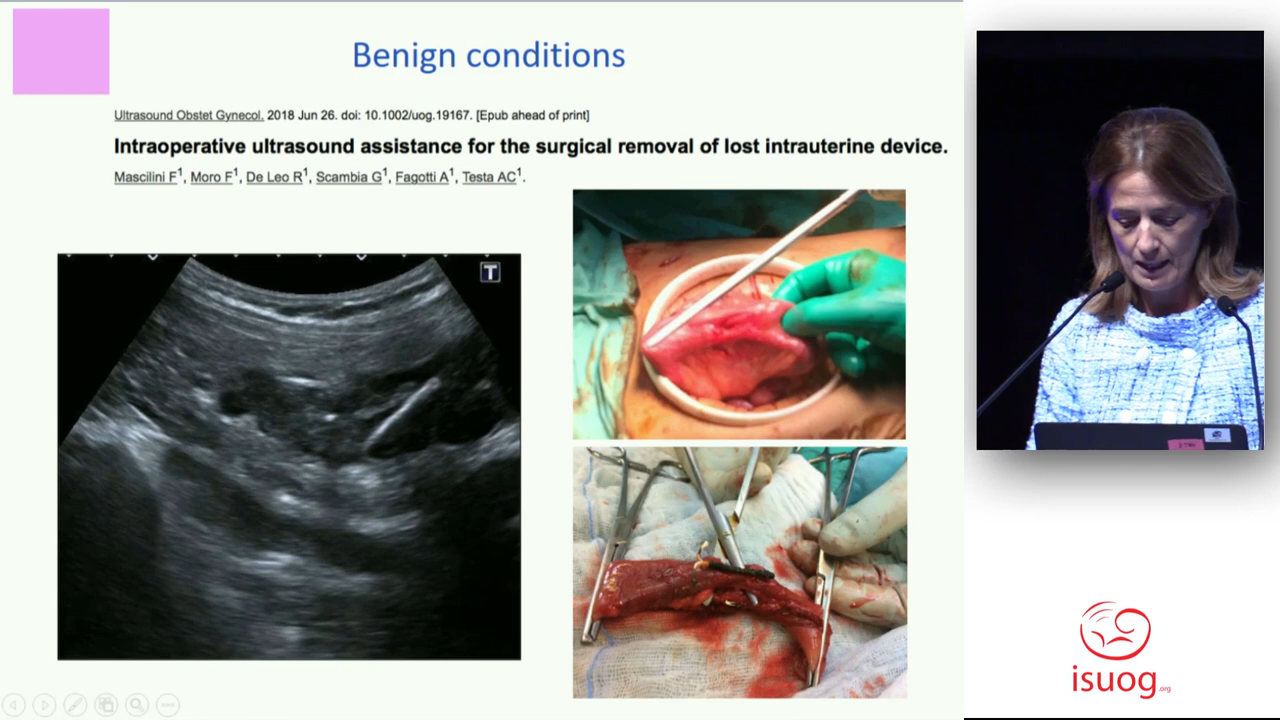 Benign conditions
Ultrasound Obstet Gynecol. 2018 Jun 26. doi: 10.1002/uog.19167. [Epub ahead of print]
Intraoperative ultrasound assistance for the surgical removal of lost intrauterine device.
Mascilini F1, Moro F1, De Leo R1, Scambia G1, Fagotti A1, Testa AC1.
T
isuog.org